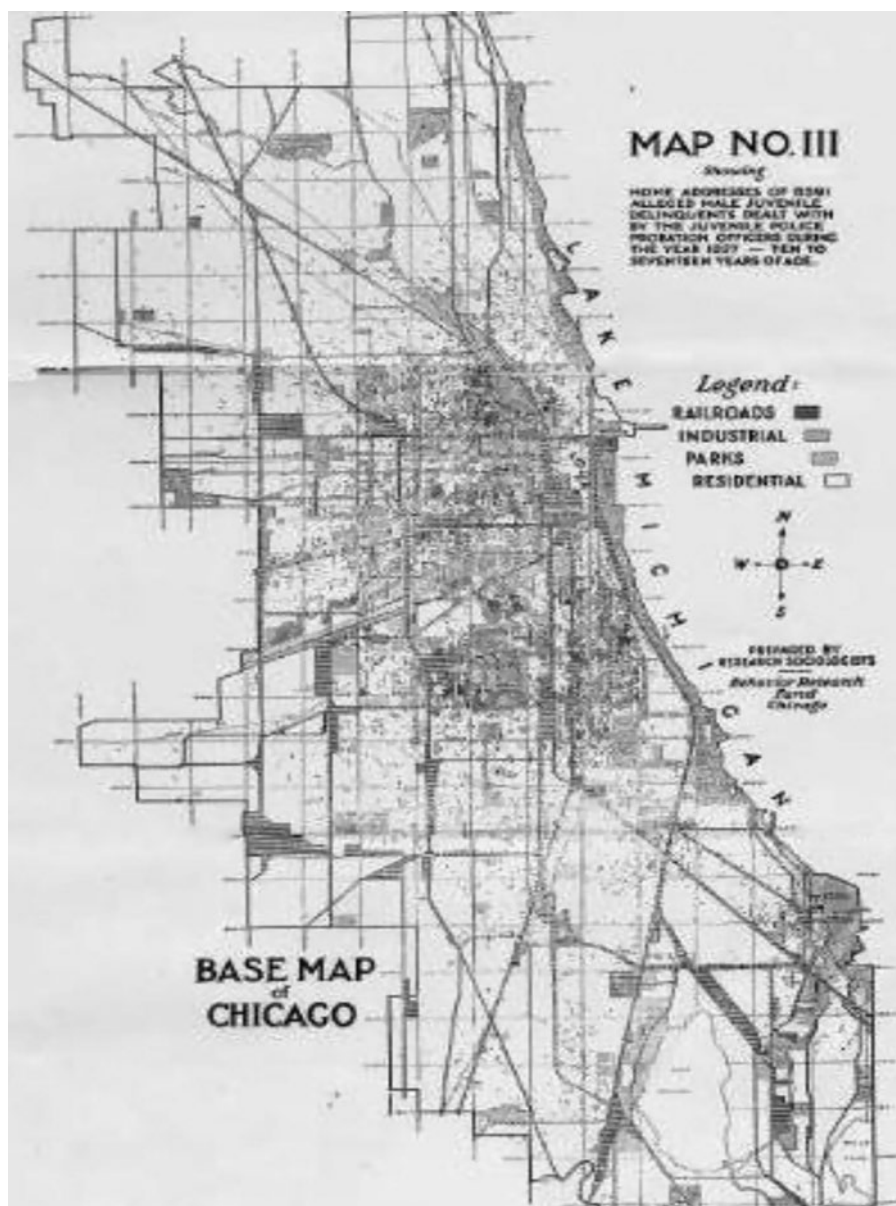 MAP NO. III
Showing
HOME ADDRESSES OF
ALLEGED MALE JUVENILE
DELINQUENTS DEALT WITH
BY THE JUVENILE POLICE
PROBATION OFFICERS DURING
THE YEAR 1927 — TEN TO
SEVENTEEN YEARS OF AGE.
LAKE MICHIGAN
Legend:
RAILROADS
INDUSTRIAL
PARKS
RESIDENTIAL
N
W E
S
PREPARED BY
RESEARCH SOCIOLOGISTS
Behavior Research
Fund
Chicago
BASE MAP
of
CHICAGO